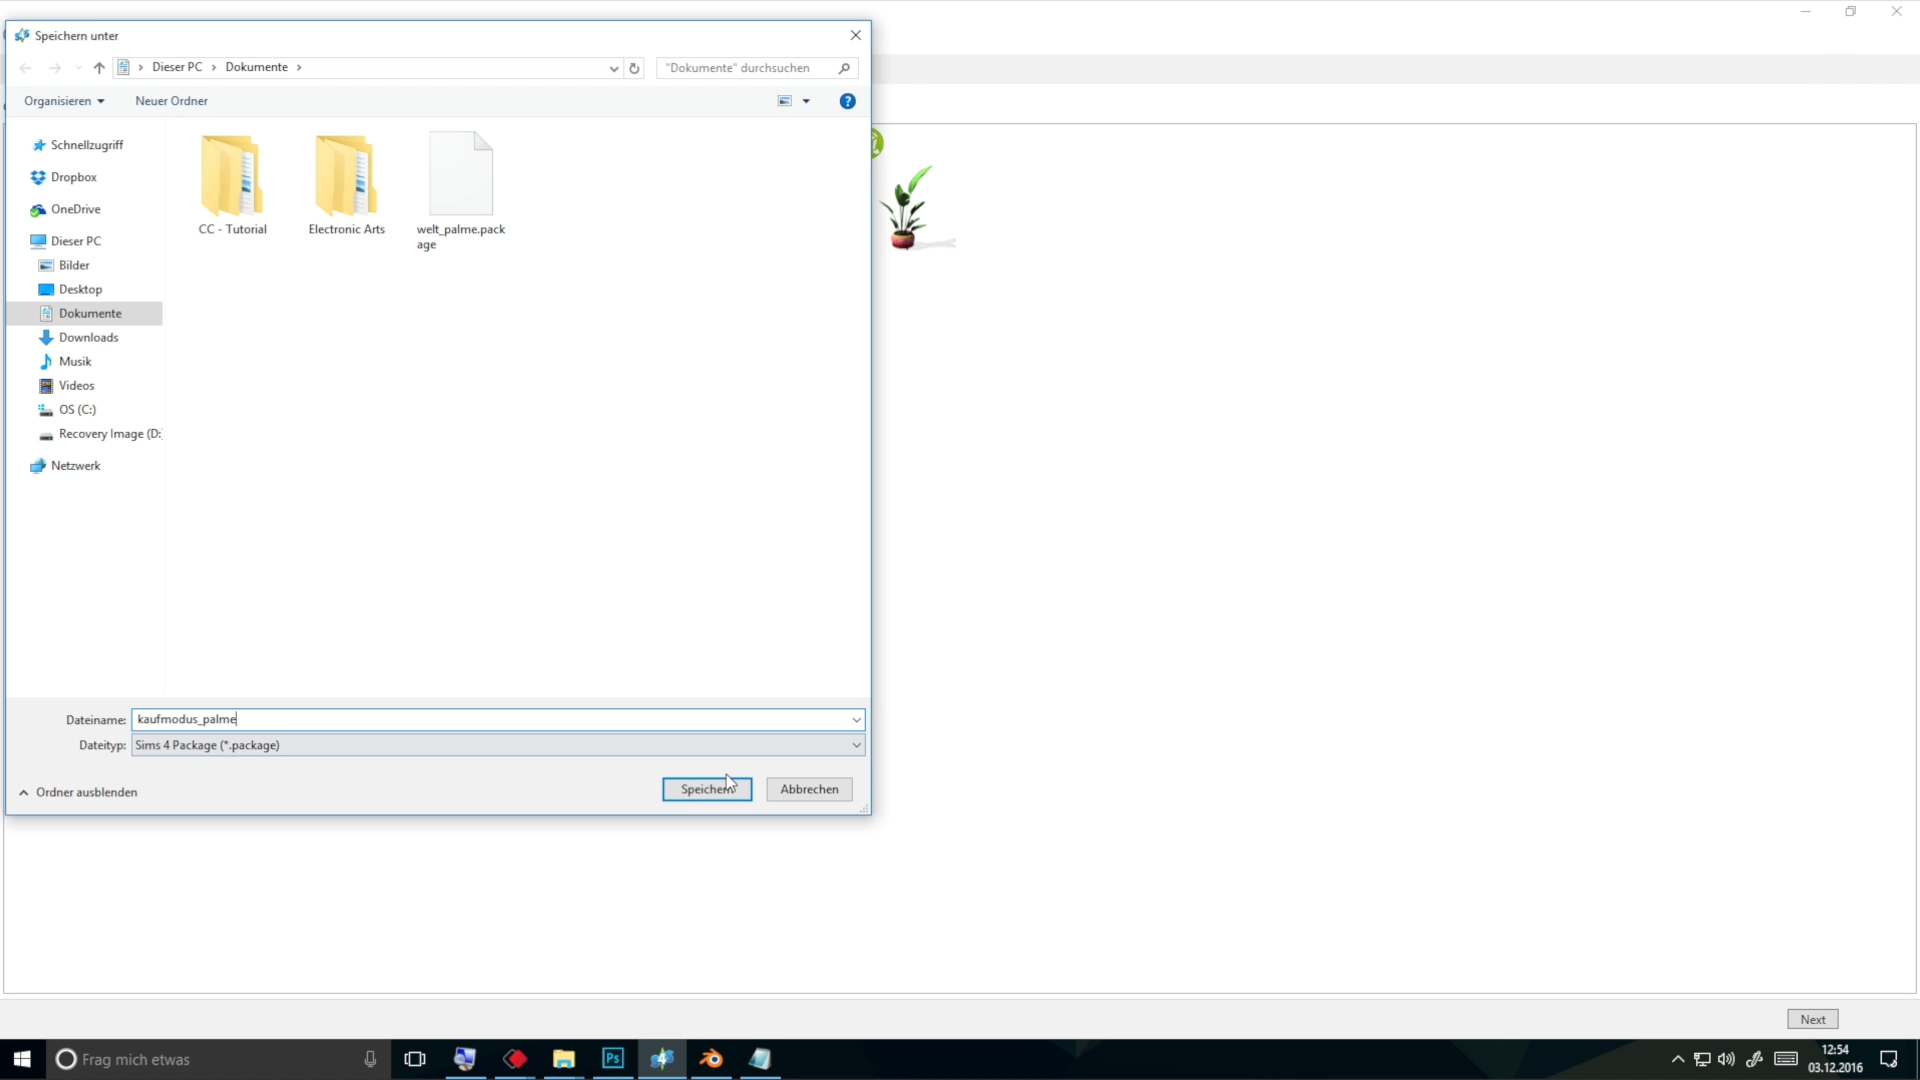 Speichern unter
Dieser PC > Dokumente >
"Dokumente" durchsuchen
Organisieren
Neuer Ordner
?
Schnellzugriff
Dropbox
OneDrive
Dieser PC
Bilder
Desktop
Dokumente
Downloads
Musik
Videos
OS (C:)
Recovery Image (D:
Netzwerk
CC - Tutorial
Electronic Arts
welt_palme.pack
age
Dateiname: kaufmodus_palme
Dateityp: Sims 4 Package (*.package)
Ordner ausblenden
Speichern
Abbrechen
Next
Frag mich etwas
Ps
12:54
03.12.2016